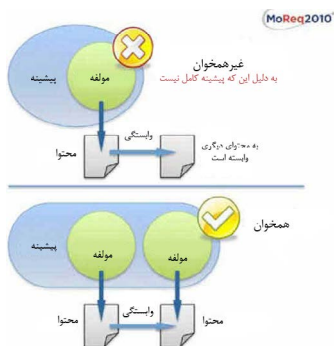 MoReq2010
غیرهمخوان
به دلیل این که پیشینه کامل نیست
پیشینه
مولفه
وابستگی
محتوا
به محتوای دیگری
وابسته است
همخوان
پیشینه
مولفه
مولفه
وابستگی
محتوا
محتوا